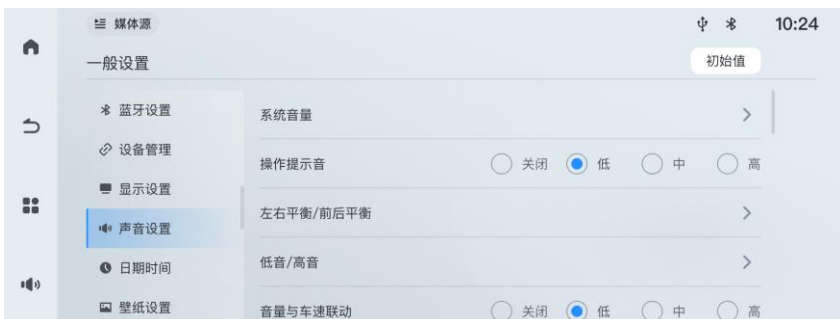 媒体源
10:24
一般设置
初始值
蓝牙设置
设备管理
显示设置
声音设置
日期时间
壁纸设置
系统音量
操作提示音 关闭 低 中 高
左右平衡/前后平衡
低音/高音
音量与车速联动 关闭 低 中 高